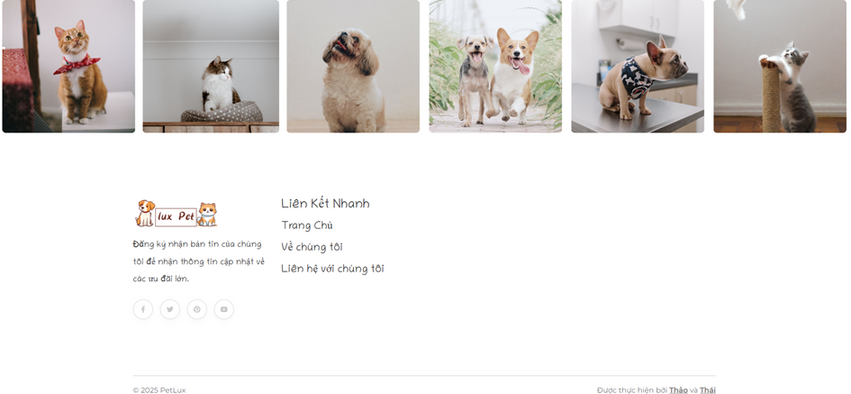 lux Pet
Đăng ký nhận bản tin của chúng
tôi để nhận thông tin cập nhật về
các ưu đãi lớn.
Liên Kết Nhanh
Trang Chủ
Về chúng tôi
Liên hệ với chúng tôi
© 2025 PetLux
Được thực hiện bởi Thảo và Thái